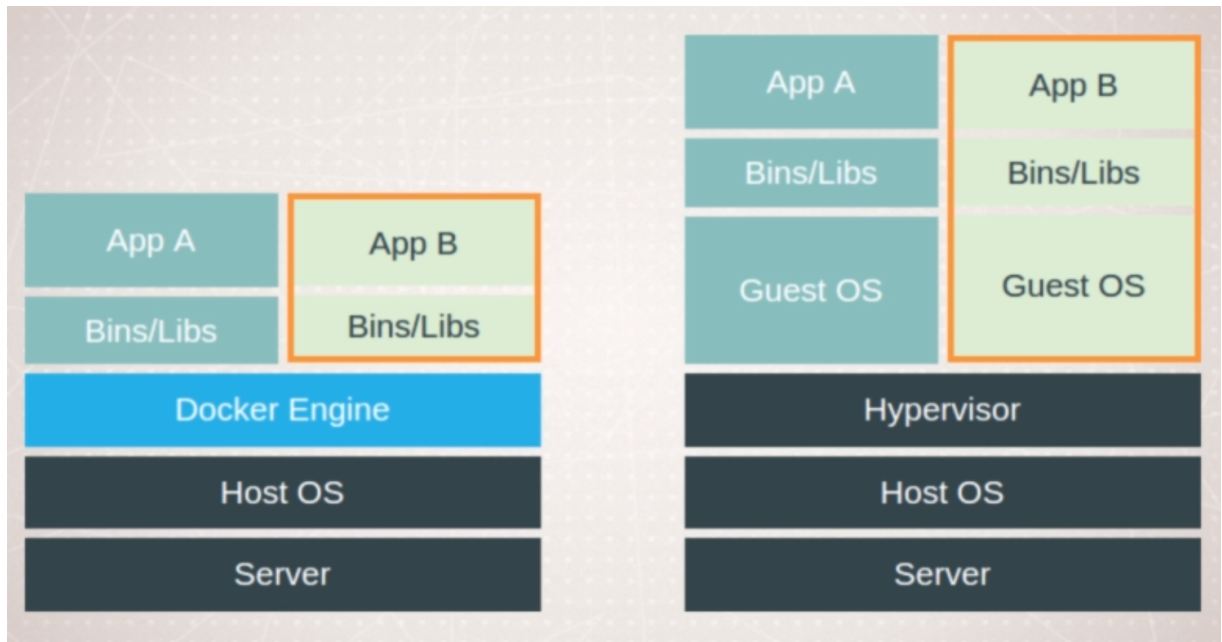 App A
App B
Bins/Libs
Bins/Libs
Docker Engine
Host OS
Server
App A
App B
Bins/Libs
Bins/Libs
Guest OS
Guest OS
Hypervisor
Host OS
Server